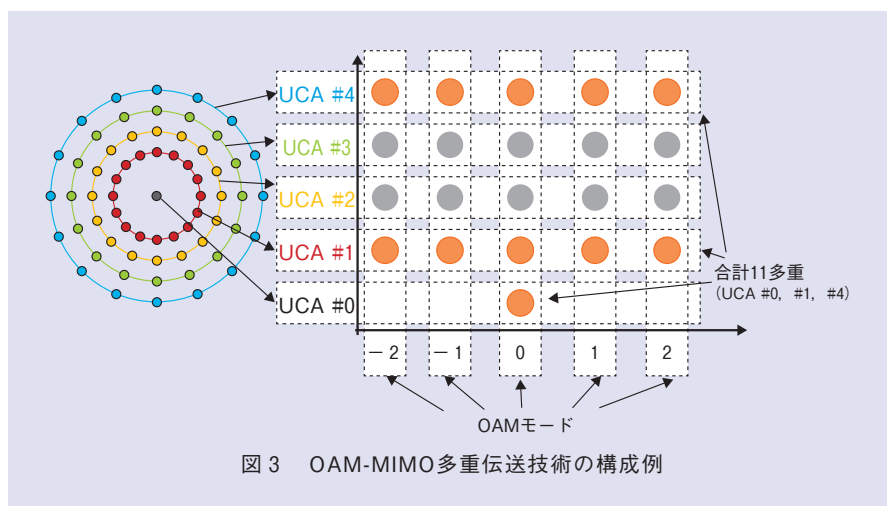 UCA #4
UCA #3
UCA #2
UCA #1
UCA #0
合計11多重
(UCA #0, #1, #4)
−2 −1 0 1 2
OAMモード
図3 OAM-MIMO多重伝送技術の構成例